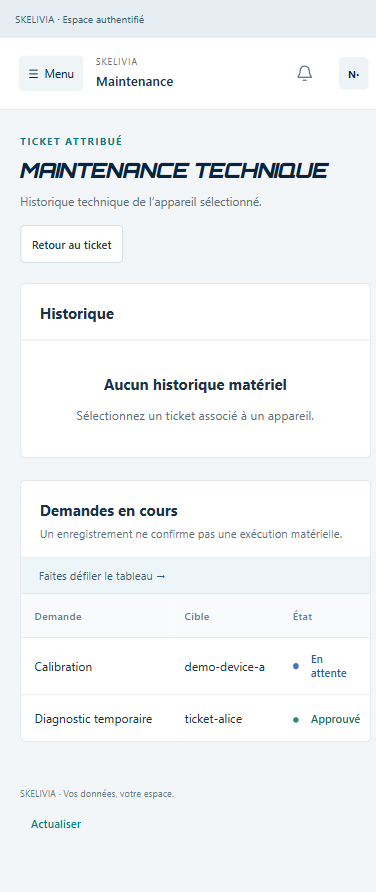 SKELIVIA · Espace authentifié
☰ Menu
SKELIVIA
Maintenance
N·
TICKET ATTRIBUÉ
MAINTENANCE TECHNIQUE
Historique technique de l’appareil sélectionné.
Retour au ticket
Historique
Aucun historique matériel
Sélectionnez un ticket associé à un appareil.
Demandes en cours
Un enregistrement ne confirme pas une exécution matérielle.
Faites défiler le tableau →
Demande Cible État
Calibration demo-device-a En attente
Diagnostic temporaire ticket-alice Approuvé
SKELIVIA · Vos données, votre espace.
Actualiser